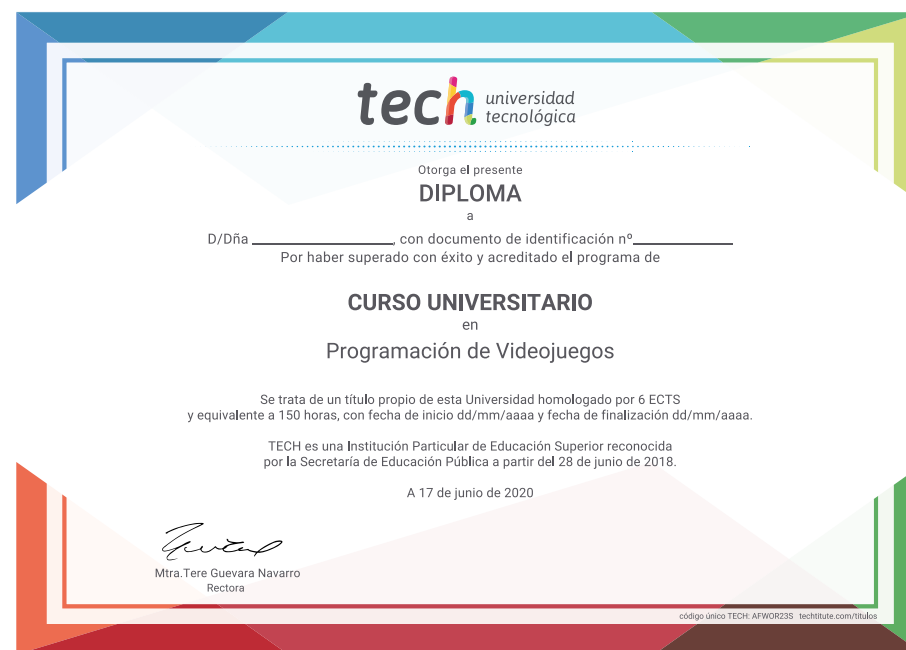 tech universidad
tecnológica
Otorga el presente
DIPLOMA
a
D/Dña ____________________, con documento de identificación nº______________
Por haber superado con éxito y acreditado el programa de
CURSO UNIVERSITARIO
en
Programación de Videojuegos
Se trata de un título propio de esta Universidad homologado por 6 ECTS
y equivalente a 150 horas, con fecha de inicio dd/mm/aaaa y fecha de finalización dd/mm/aaaa.
TECH es una Institución Particular de Educación Superior reconocida
por la Secretaría de Educación Pública a partir del 28 de junio de 2018.
A 17 de junio de 2020
Mtra.Tere Guevara Navarro
Rectora
código único TECH: AFWOR23S techtitute.com/titulos